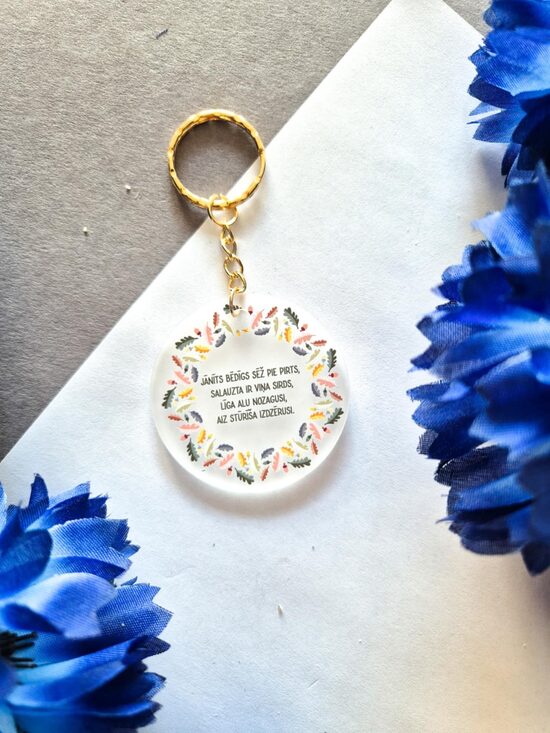 JĀNĪTS BĒDĪGS SĒŽ PIE PIRTS,
SALAUZTA IR VIŅA SIRDS,
LĪGA ALU NOZAGUSI,
AIZ STŪRĪŠA IZDZĒRUSI.